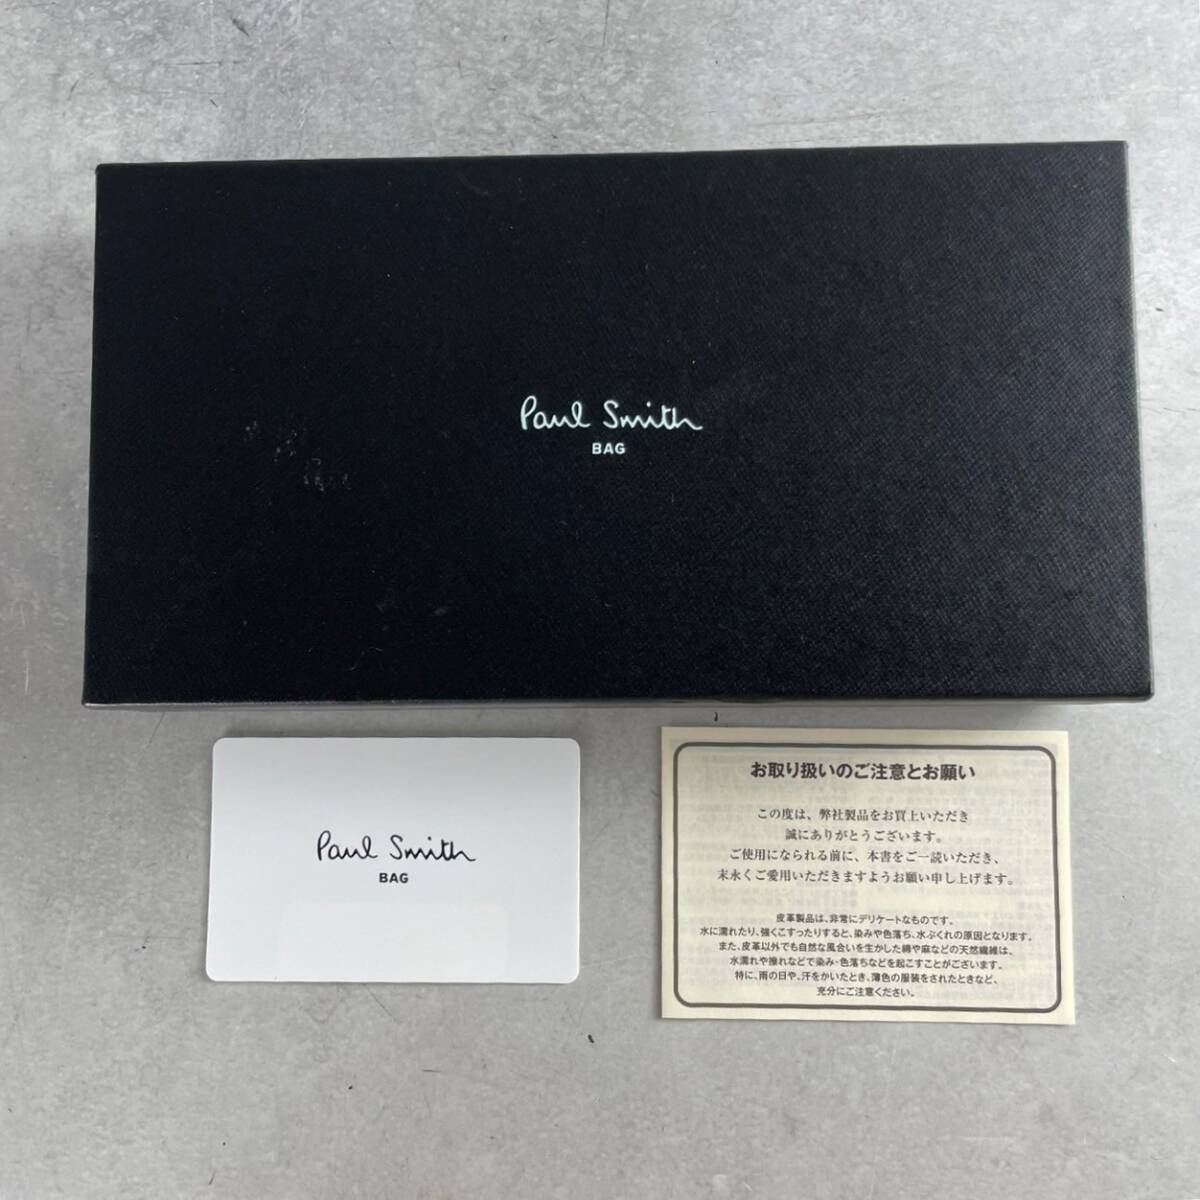 Paul Smith
BAG
Paul Smith
BAG
お取り扱いのご注意とお願い
この度は、弊社製品をお買上いただき
誠にありがとうございます。
ご使用になられる前に、本書をご一読いただき、
末永くご愛用いただきますようお願い申し上げます。
皮革製品は、非常にデリケートなものです。
水に濡れたり、強くこすったりすると、染みや色落ち、水ぶくれの原因となります。
また、皮革以外でも自然な風合いを生かした綿や麻などの天然繊維は、
水濡れや擦れなどで染み・色落ちなどを起こすことがございます。
特に、雨の日や、汗をかいたとき、薄色の服装をされたときなど、
充分にご注意ください。